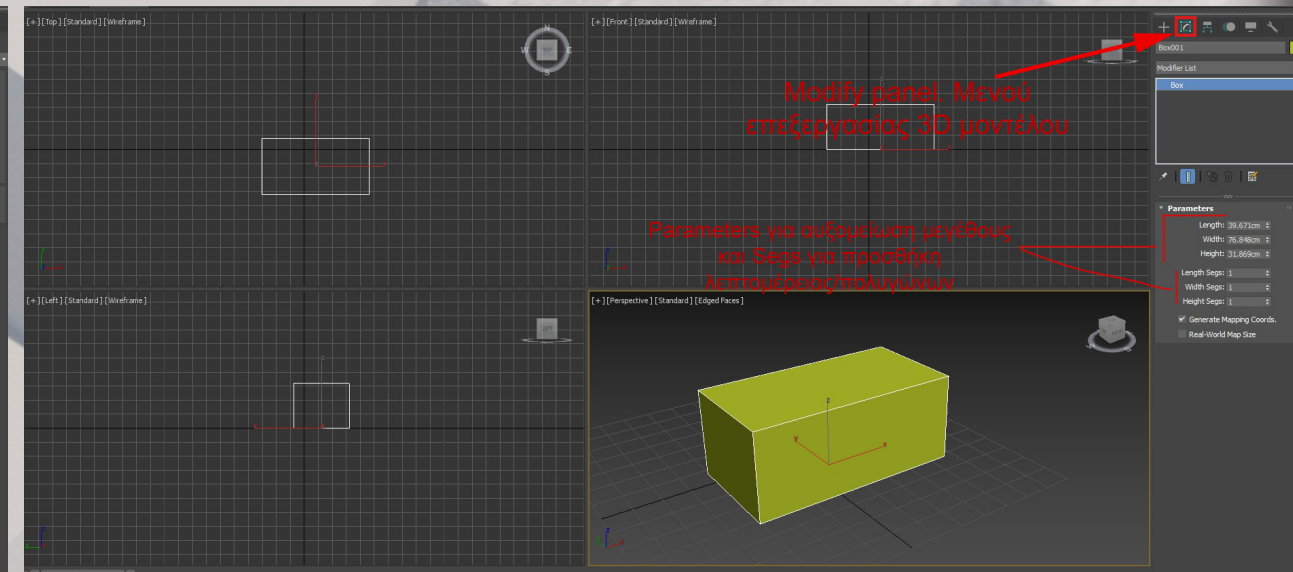 [+] [Top] [Standard] [Wireframe]
N
W
TOP
E
S
[+] [Front] [Standard] [Wireframe]
Modify panel. Μενού
επεξεργασίας 3D μοντέλου
Parameters για αυξομείωση μεγέθους
και Segs για προσθήκη
λεπταμέρειας/πολυγώνων
[+] [Left] [Standard] [Wireframe]
LEFT
[+] [Perspective] [Standard] [Edged Faces]
z
y
x
Box001
Modifier List
Box
Parameters
Length: 39.671cm
Width: 76.848cm
Height: 31.869cm
Length Segs: 1
Width Segs: 1
Height Segs: 1
Generate Mapping Coords.
Real-World Map Size